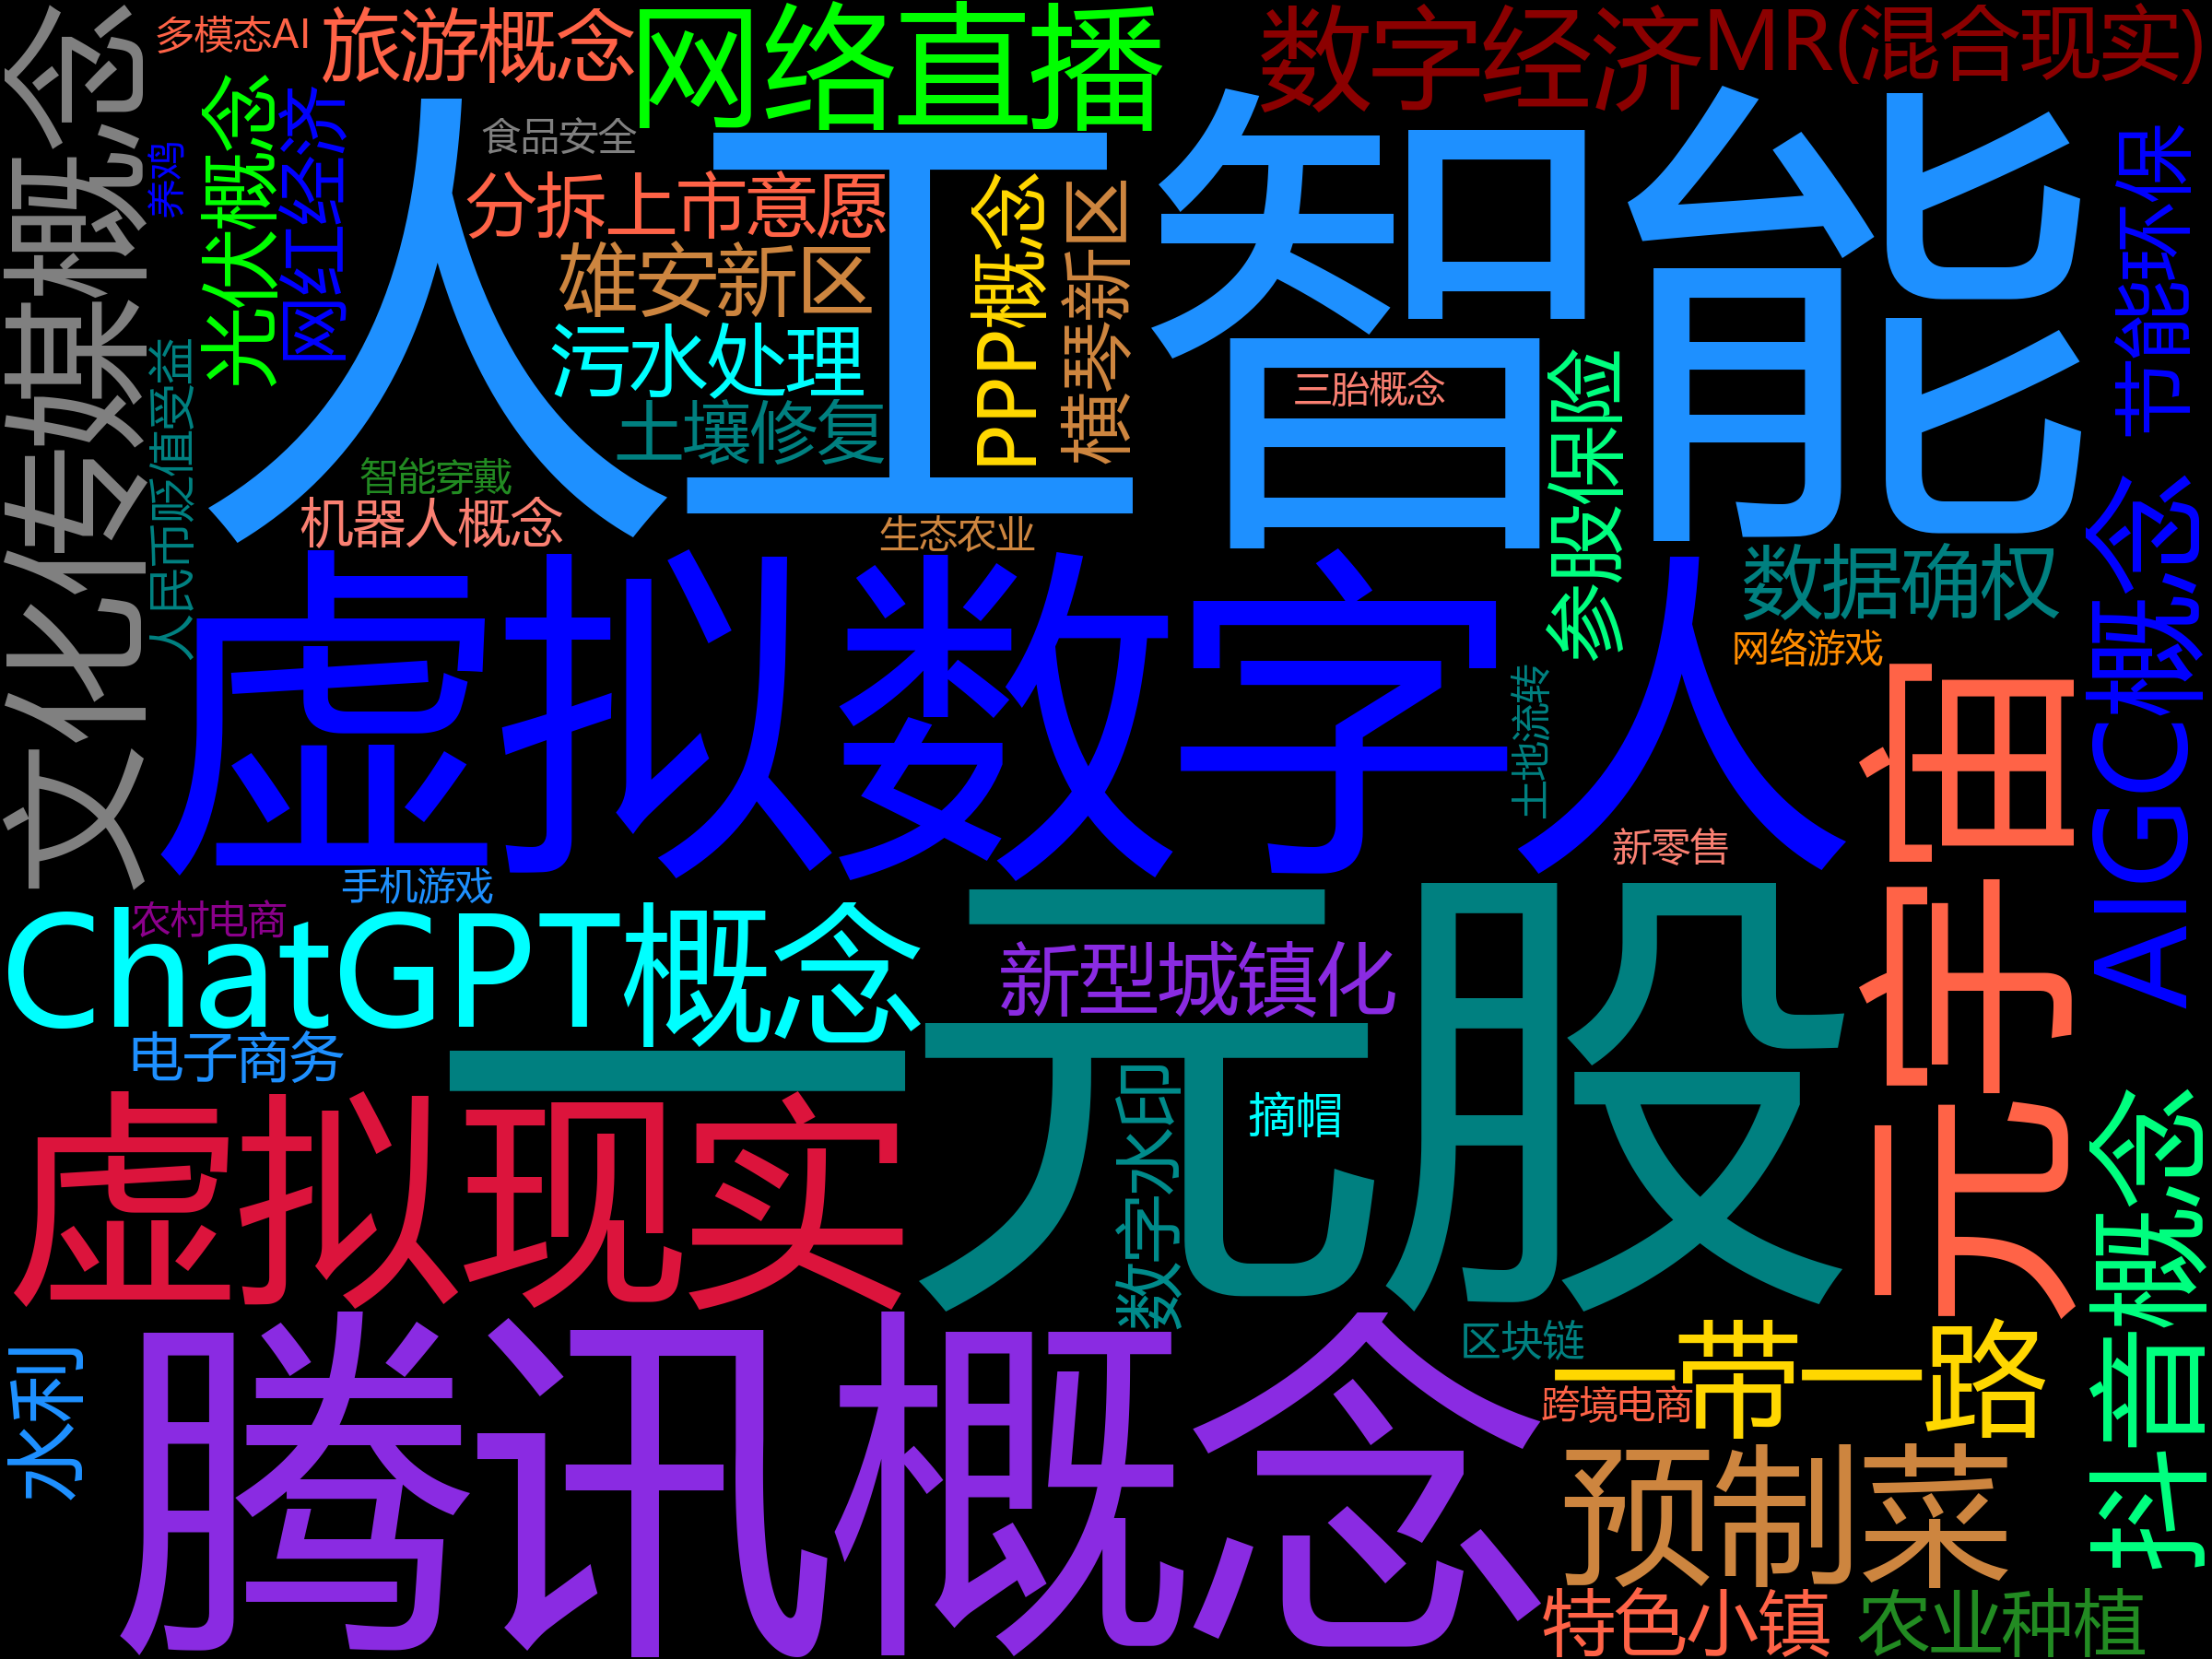 多模态AI
旅游概念
网络直播
数字经济
MR(混合现实)
文化传媒概念
养鸡
光伏概念
网红经济
食品安全
人工智能
分拆上市意愿
雄安新区
PPP概念
横琴新区
节能环保
污水处理
人民币贬值受益
土壤修复
三胎概念
参股保险
智能穿戴
机器人概念
生态农业
数据确权
AIGC概念
虚拟数字人
网络游戏
土地流转
元宇宙
新零售
手机游戏
农村电商
ChatGPT概念
新型城镇化
二元股
电子商务
数字水印
摘帽
虚拟现实
抖音概念
水利
腾讯概念
区块链
一带一路
跨境电商
预制菜
特色小镇
农业种植